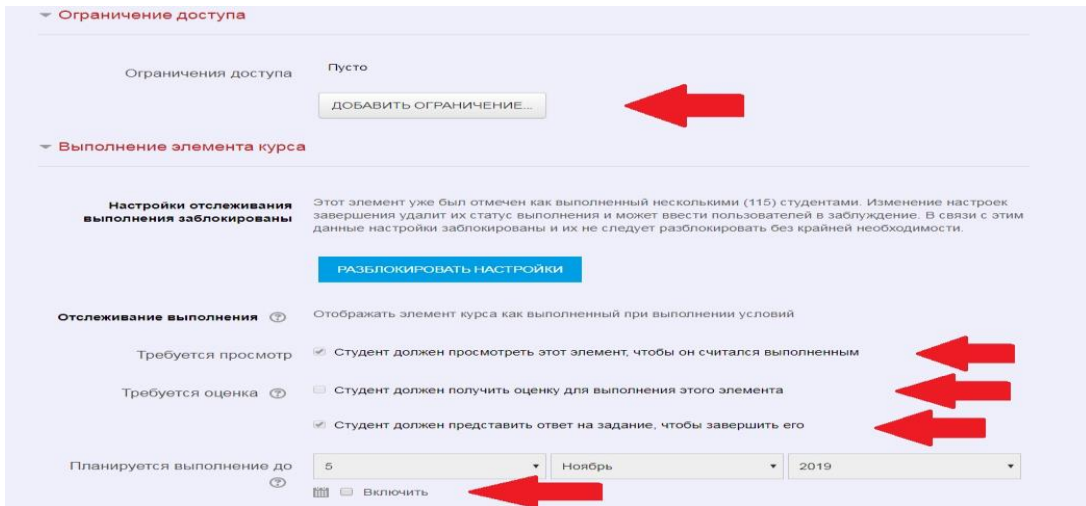 Ограничение доступа
Ограничения доступа
Пусто
ДОБАВИТЬ ОГРАНИЧЕНИЕ...
Выполнение элемента курса
Настройки отслеживания
выполнения заблокированы
Этот элемент уже был отмечен как выполненный несколькими (115) студентами. Изменение настроек
завершения удалит их статус выполнения и может ввести пользователей в заблуждение. В связи с этим
данные настройки заблокированы и их не следует разблокировать без крайней необходимости.
РАЗБЛОКИРОВАТЬ НАСТРОЙКИ
Отслеживание выполнения ?
Отображать элемент курса как выполненный при выполнении условий
Требуется просмотр
Студент должен просмотреть этот элемент, чтобы он считался выполненным
Требуется оценка ?
Студент должен получить оценку для выполнения этого элемента
Студент должен представить ответ на задание, чтобы завершить его
Планируется выполнение до
?
5 Ноябрь 2019
Включить